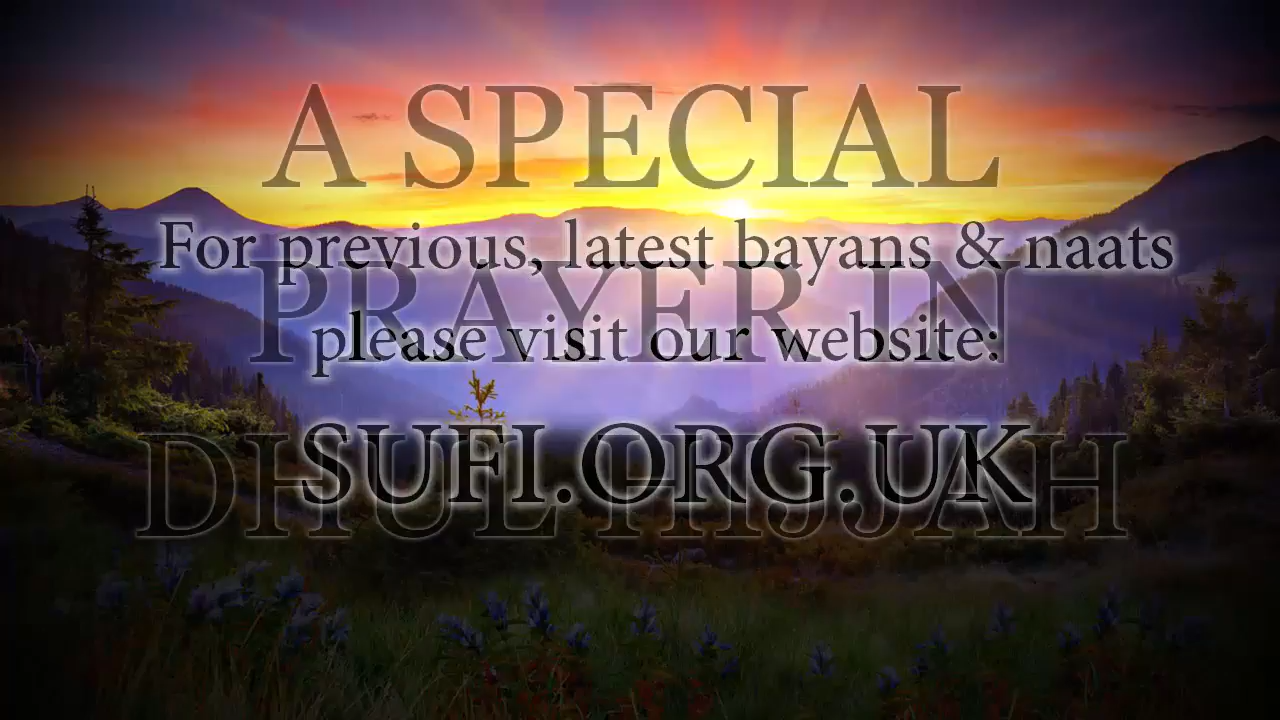 A SPECIAL
For previous, latest bayans & naats
PRAYER IN
please visit our website:
SUFI.ORG.UK
DHUL HIJJAH